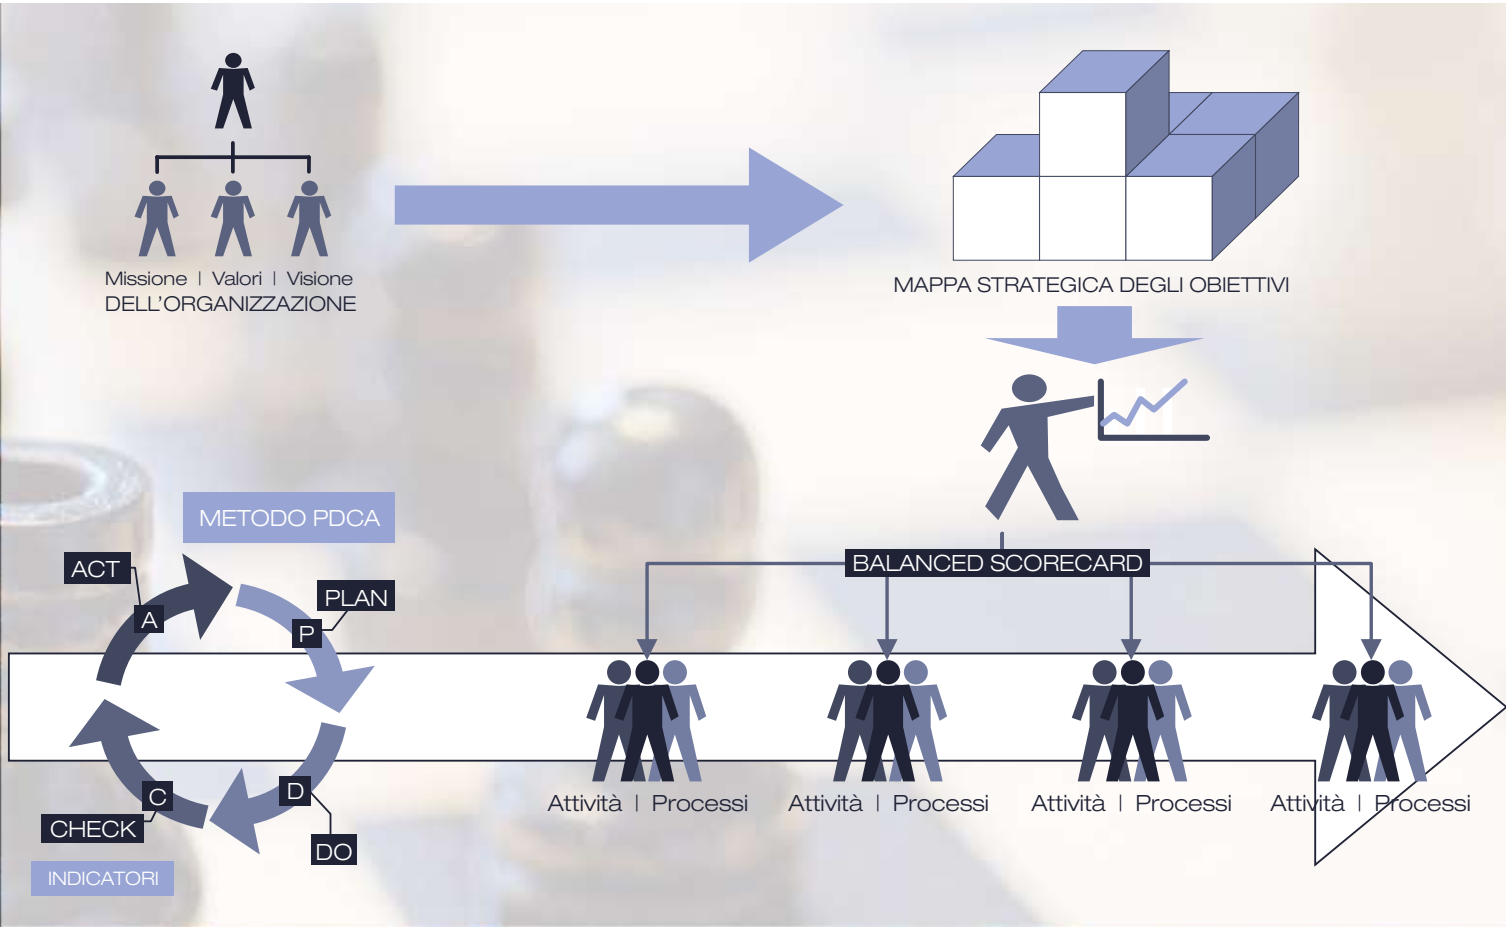 Missione | Valori | Visione
DELL'ORGANIZZAZIONE
MAPPA STRATEGICA DEGLI OBIETTIVI
METODO PDCA
ACT
A
PLAN
P
BALANCED SCORECARD
D
DO
C
CHECK
INDICATORI
Attività | Processi
Attività | Processi
Attività | Processi
Attività | Processi